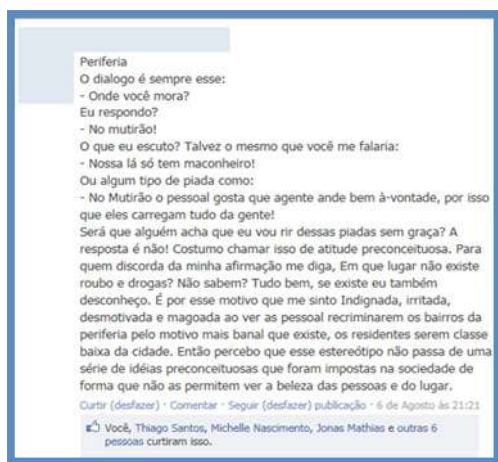 Periferia
O dialogo é sempre esse:
- Onde você mora?
Eu respondo?
- No mutirão!
O que eu escuto? Talvez o mesmo que você me falaria:
- Nossa lá só tem maconheiro!
Ou algum tipo de piada como:
- No Mutirão o pessoal gosta que agente ande bem à-vontade, por isso
que eles carregam tudo da gente!
Será que alguém acha que eu vou rir dessas piadas sem graça? A
resposta é não! Costumo chamar isso de atitude preconceituosa. Para
quem discorda da minha afirmação me diga, Em que lugar não existe
roubo e drogas? Não sabem? Tudo bem, se existe eu também
desconheço. É por esse motivo que me sinto Indignada, irritada,
desmotivada e magoada ao ver as pessoal recriminarem os bairros da
periferia pelo motivo mais banal que existe, os residentes serem classe
baixa da cidade. Então percebo que esse estereótipo não passa de uma
série de idéias preconceituosas que foram impostas na sociedade de
forma que não as permitem ver a beleza das pessoas e do lugar.
Curtir (desfazer) · Comentar · Seguir (desfazer) publicação · 6 de Agosto às 21:21
Você, Thiago Santos, Michelle Nascimento, Jonas Mathias e outras 6
pessoas curtiram isso.